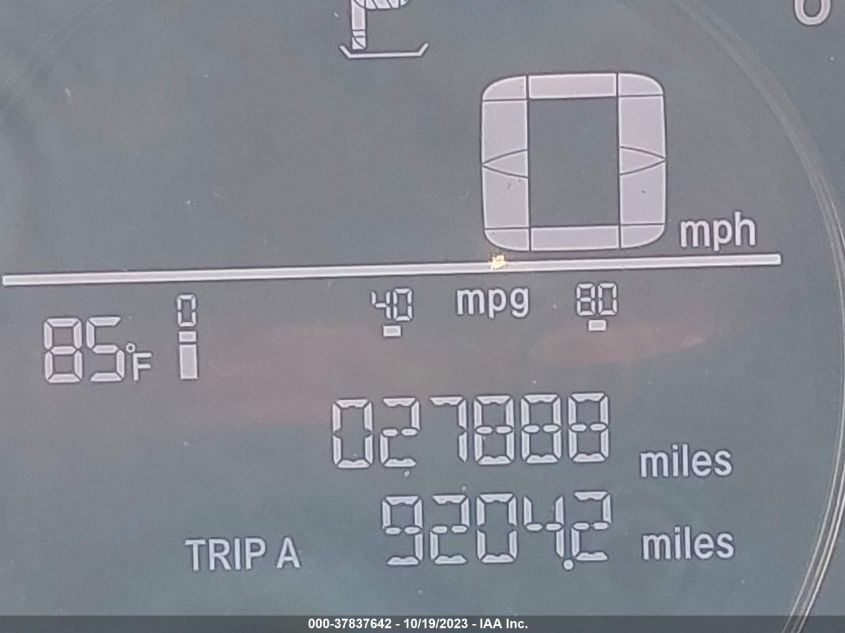 P
0
mph
0 40 mpg 80
85°F
027888 miles
TRIP A 9204.2 miles
000-37837642 - 10/19/2023 - IAA Inc.